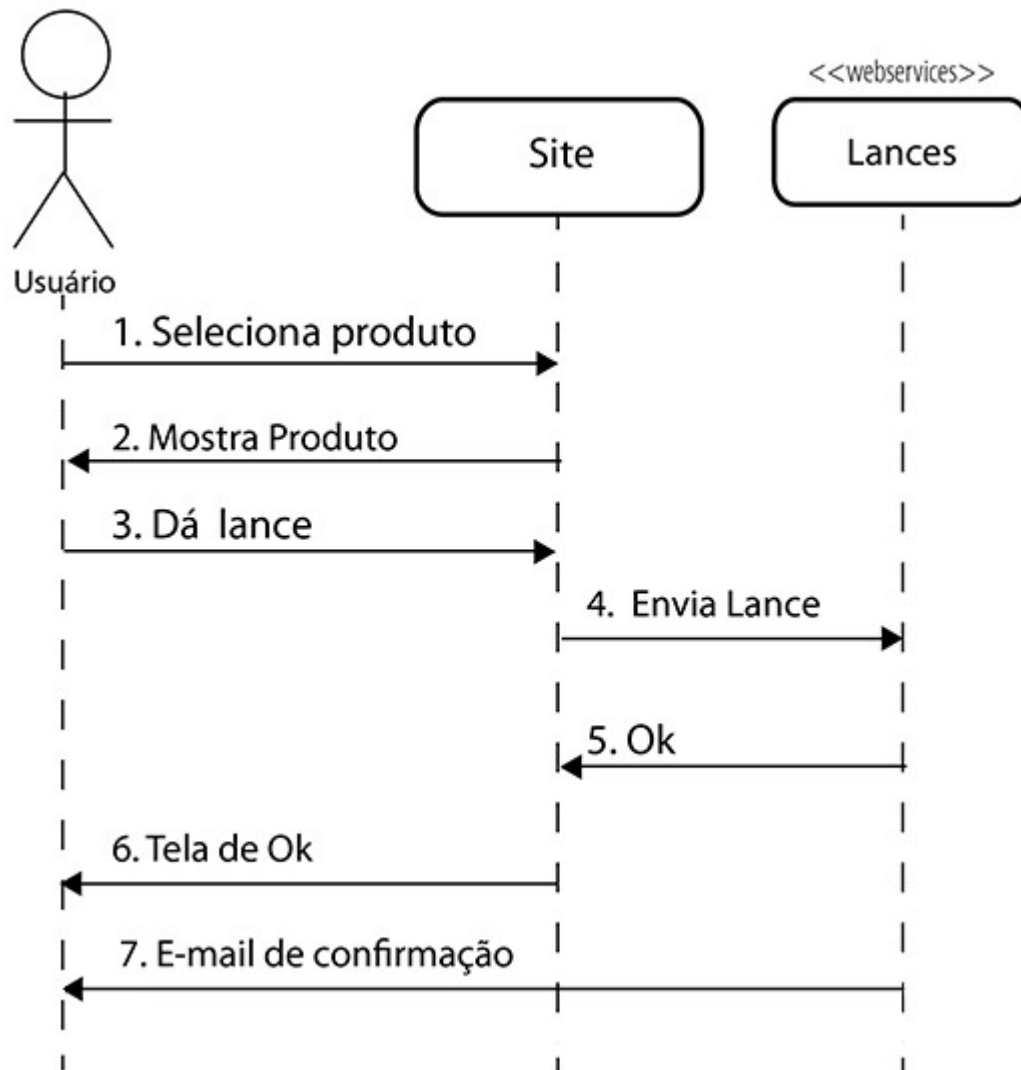 <<webservices>>
Site
Lances
Usuário
1. Seleciona produto
2. Mostra Produto
3. Dá lance
4. Envia Lance
5. Ok
6. Tela de Ok
7. E-mail de confirmação